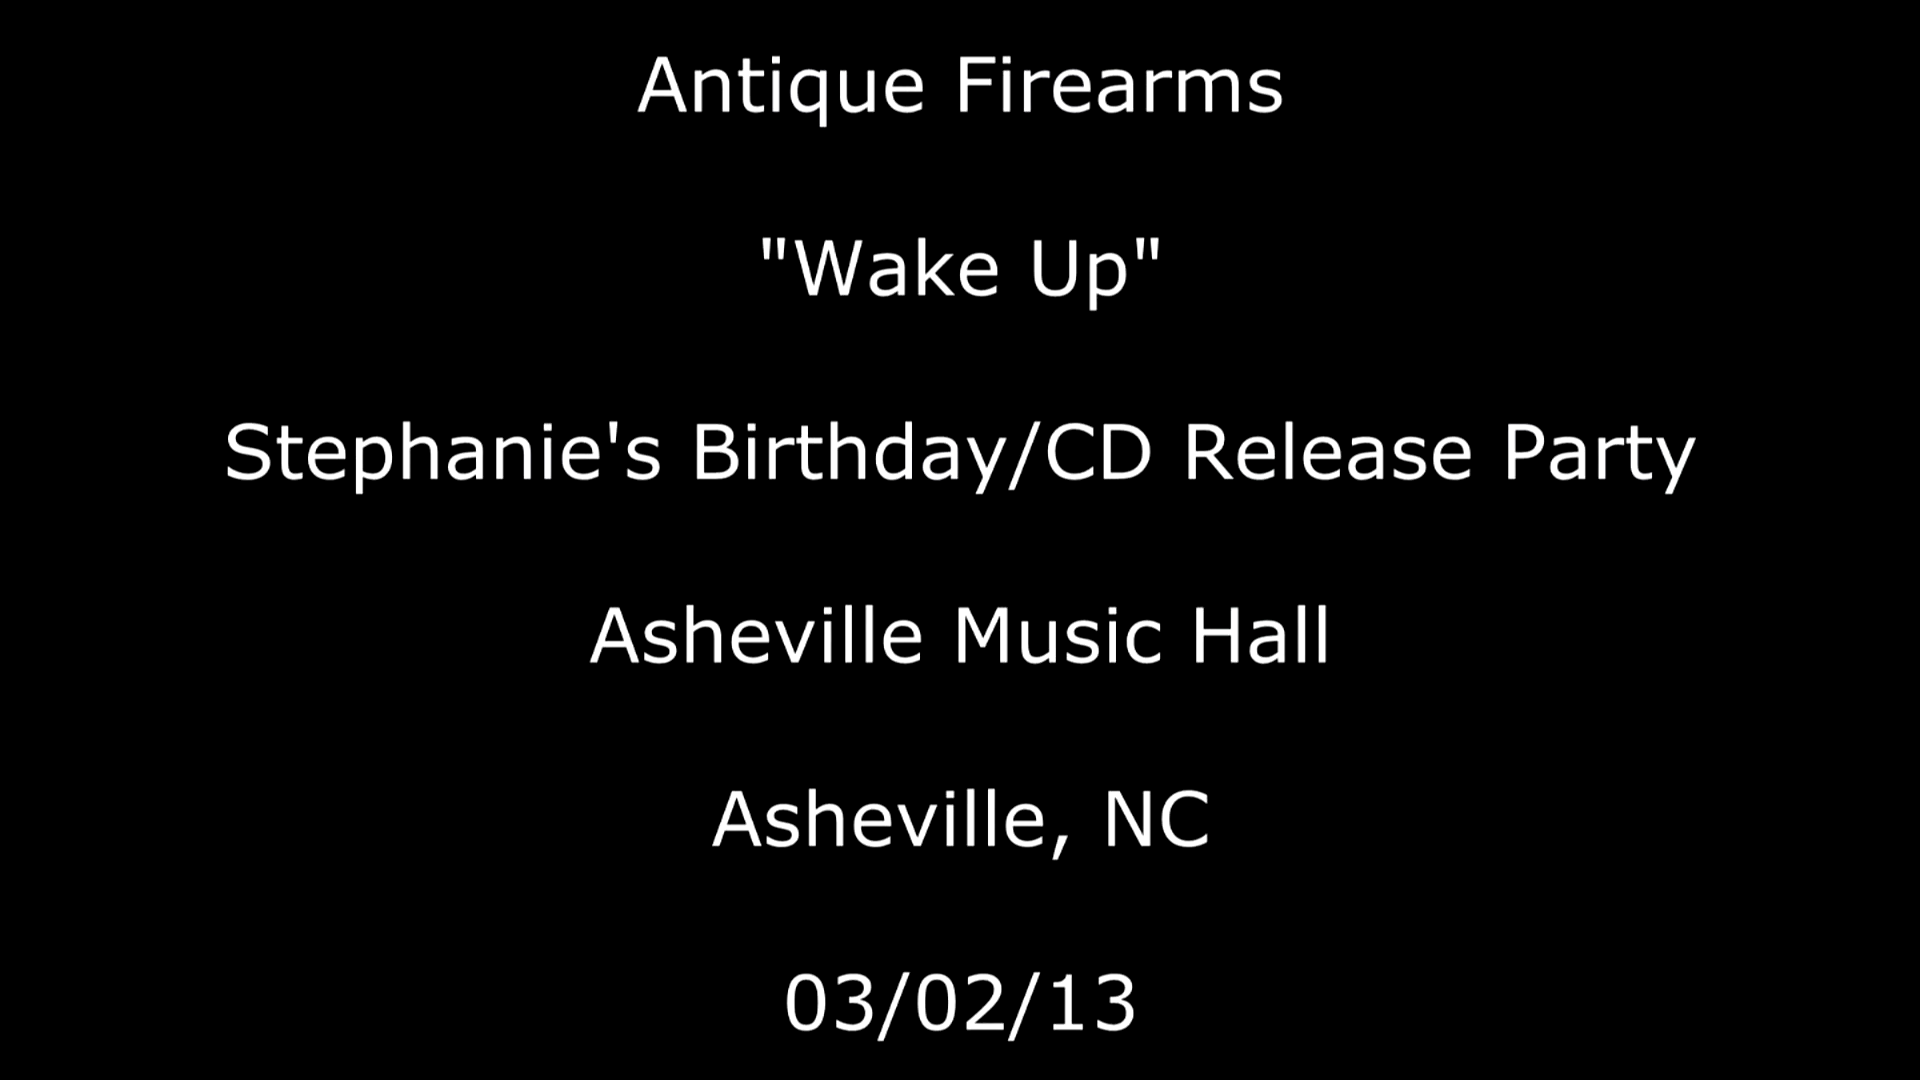 Antique Firearms
"Wake Up"
Stephanie's Birthday/CD Release Party
Asheville Music Hall
Asheville, NC
03/02/13